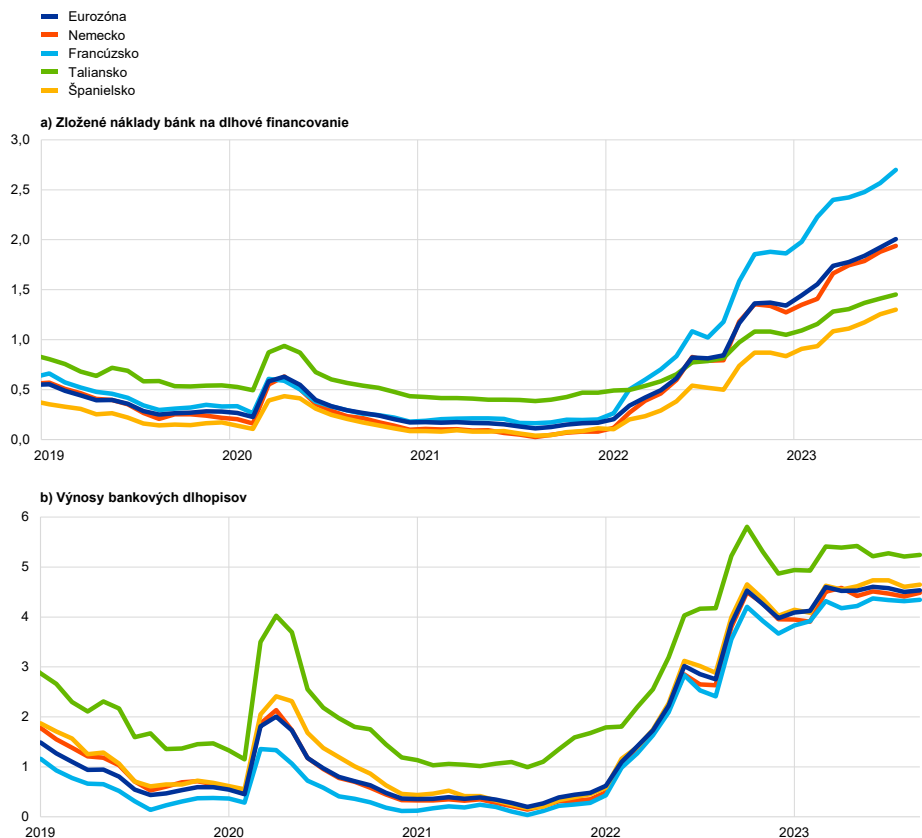 Eurozóna
Nemecko
Francúzsko
Taliansko
Španielsko
a) Zložené náklady bánk na dlhové financovanie
3,0
2,5
2,0
1,5
1,0
0,5
0,0
2019 2020 2021 2022 2023
b) Výnosy bankových dlhopisov
6
5
4
3
2
1
0
2019 2020 2021 2022 2023